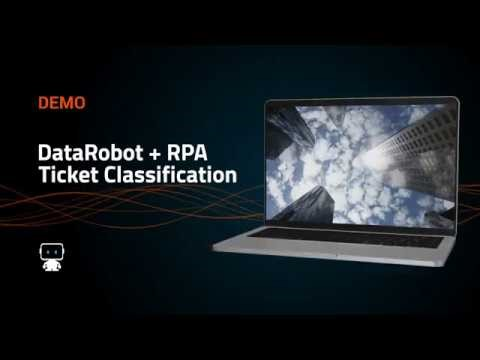 DEMO
DataRobot + RPA
Ticket Classification